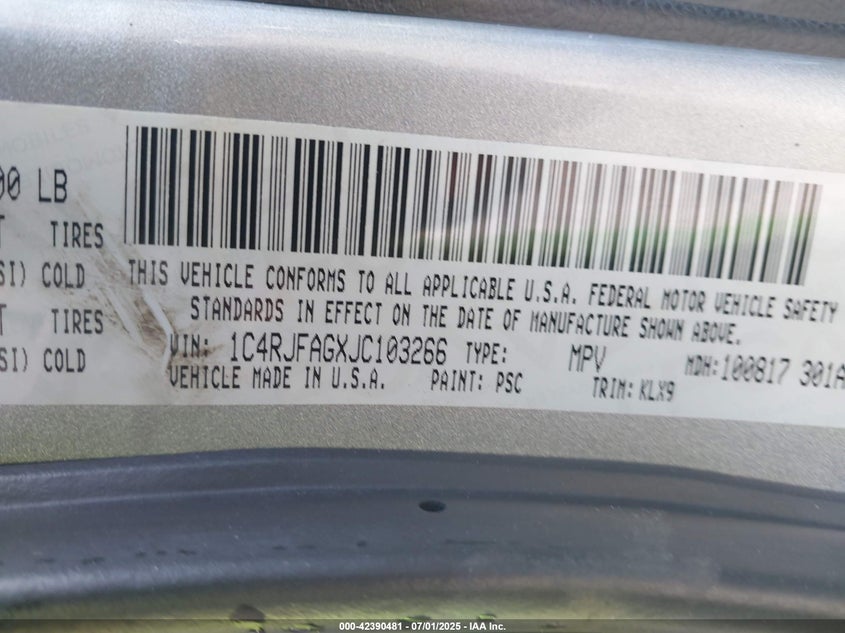 00 LB
TIRES
SI) COLD
TIRES
SI) COLD
THIS VEHICLE CONFORMS TO ALL APPLICABLE U.S.A. FEDERAL MOTOR VEHICLE SAFETY
STANDARDS IN EFFECT ON THE DATE OF MANUFACTURE SHOWN ABOVE.
VIN: 1C4RJFAGXJC103266 TYPE: MPV MDH:100817 301A
VEHICLE MADE IN U.S.A. PAINT: PSC TRIM: KLX9
000-42390481 - 07/01/2025 - IAA Inc.